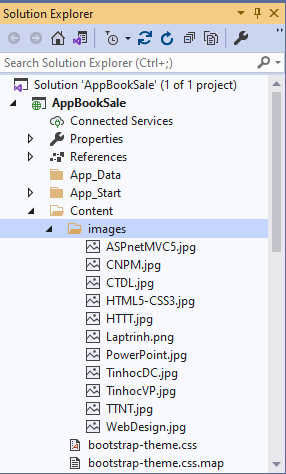 Solution Explorer
Search Solution Explorer (Ctrl+;)
Solution 'AppBookSale' (1 of 1 project)
AppBookSale
Connected Services
Properties
References
App_Data
App_Start
Content
images
ASPnetMVC5.jpg
CNPM.jpg
CTDL.jpg
HTML5-CSS3.jpg
HTTT.jpg
Laptrinh.png
PowerPoint.jpg
TinhocDC.jpg
TinhocVP.jpg
TTNT.jpg
WebDesign.jpg
bootstrap-theme.css
bootstrap-theme.css.map